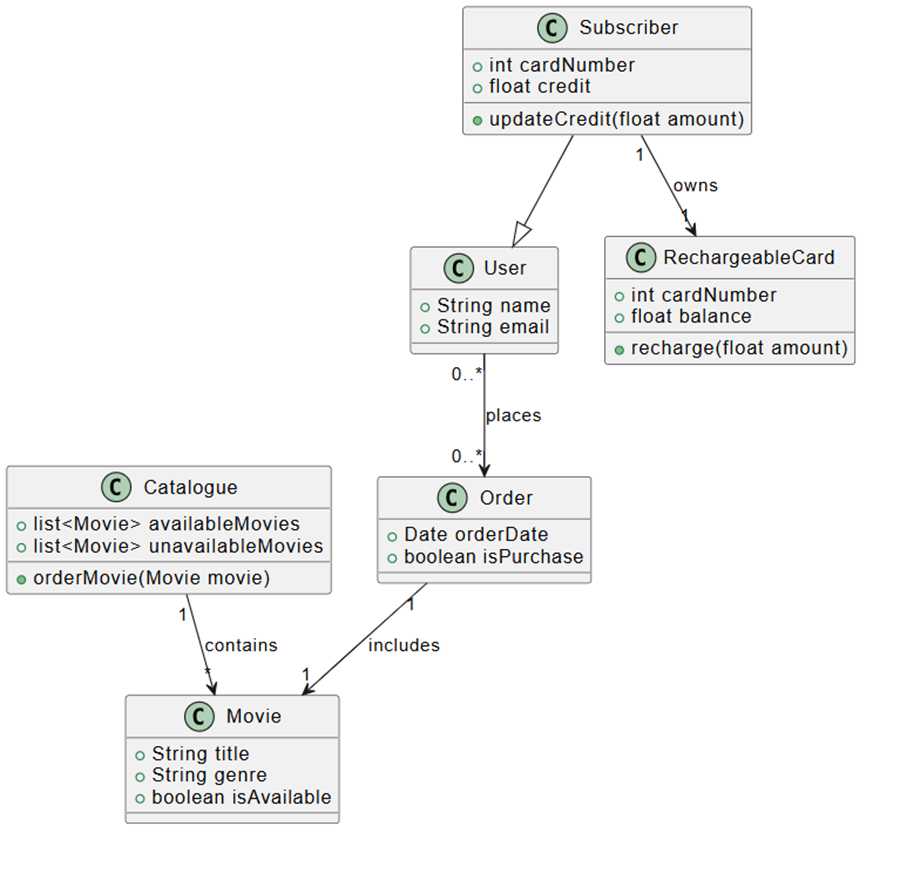 C Subscriber
int cardNumber
float credit
updateCredit(float amount)
1
owns
1
C User
String name
String email
C RechargeableCard
int cardNumber
float balance
recharge(float amount)
0..*
places
0..*
C Catalogue
list<Movie> availableMovies
list<Movie> unavailableMovies
orderMovie(Movie movie)
C Order
Date orderDate
boolean isPurchase
1
contains
*
1
includes
1
C Movie
String title
String genre
boolean isAvailable